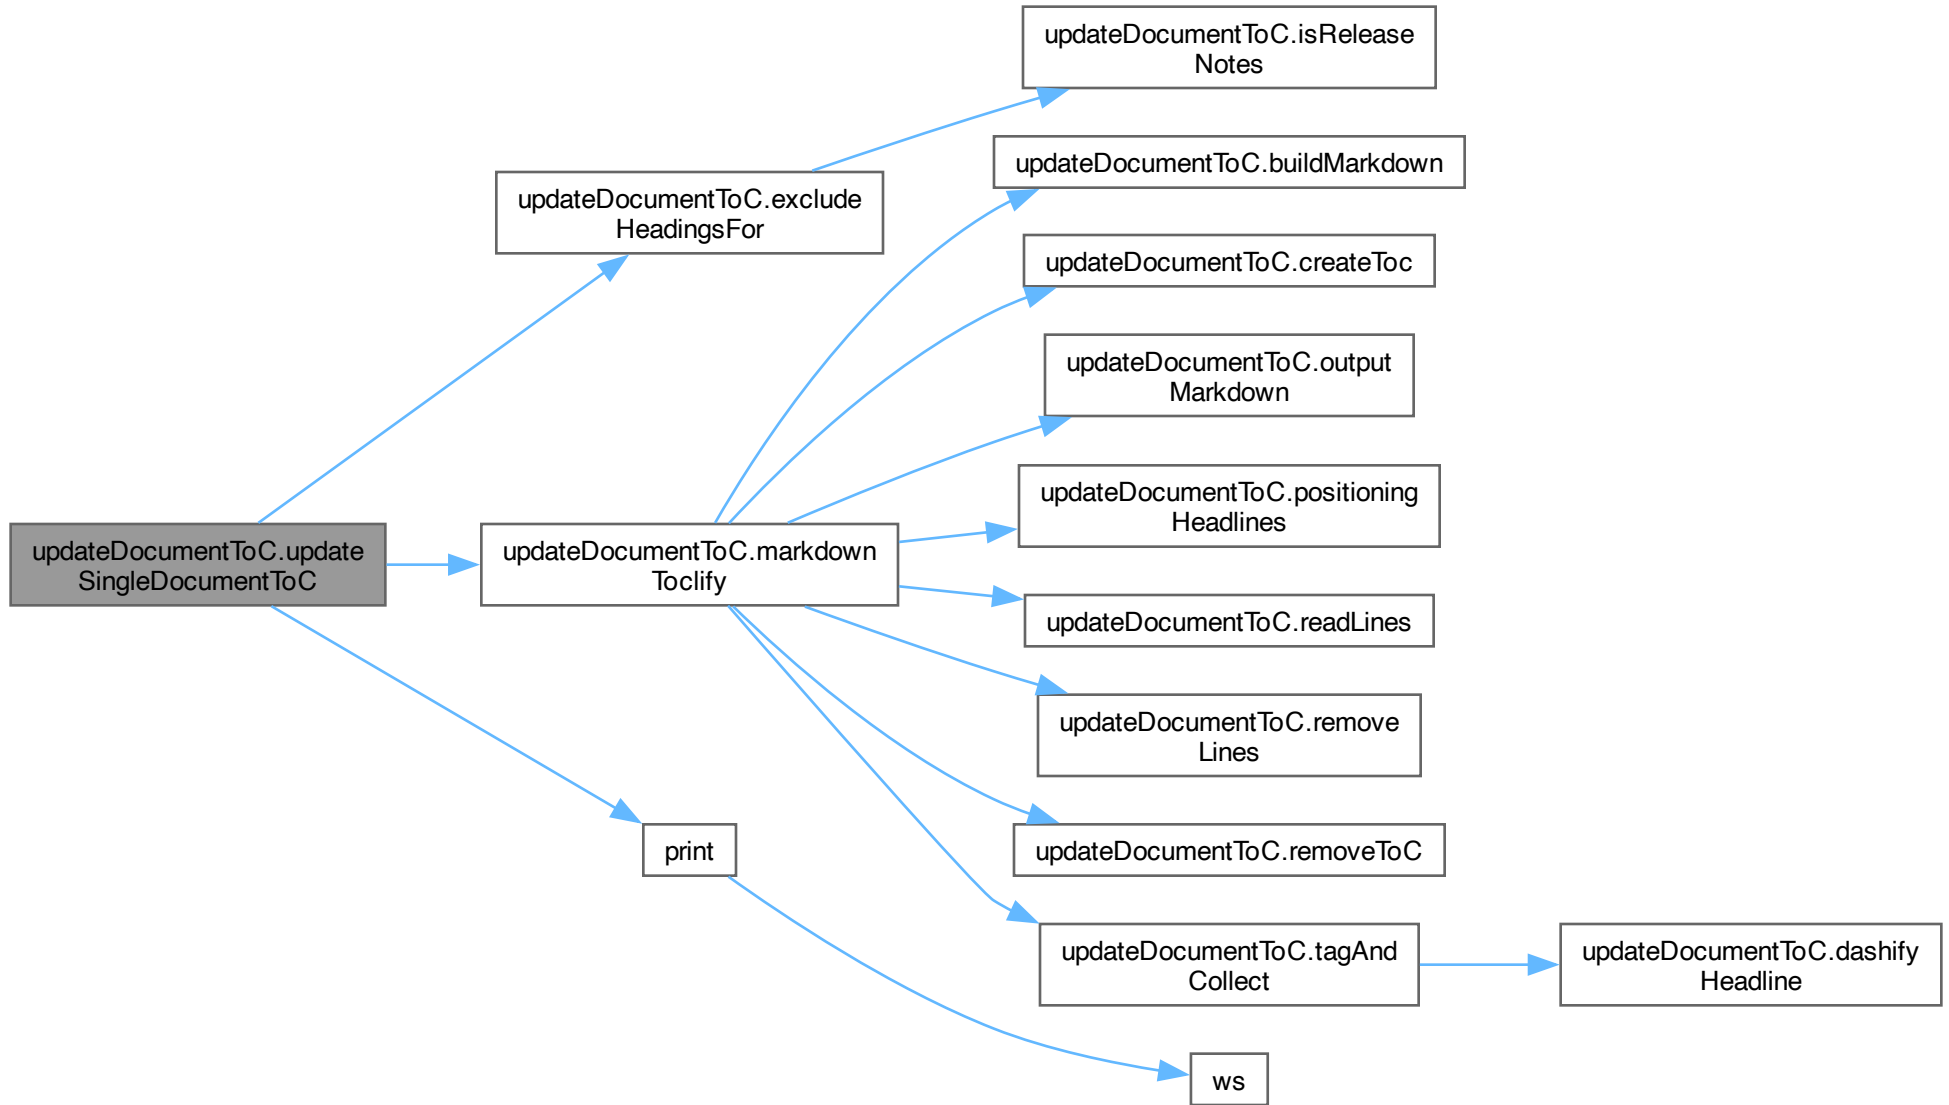 updateDocumentToC.isRelease
Notes
updateDocumentToC.buildMarkdown
updateDocumentToC.exclude
HeadingsFor
updateDocumentToC.createToc
updateDocumentToC.output
Markdown
updateDocumentToC.positioning
Headlines
updateDocumentToC.update
SingleDocumentToC
updateDocumentToC.markdown
Toclify
updateDocumentToC.readLines
updateDocumentToC.remove
Lines
print
updateDocumentToC.removeToC
updateDocumentToC.tagAnd
Collect
updateDocumentToC.dashify
Headline
ws